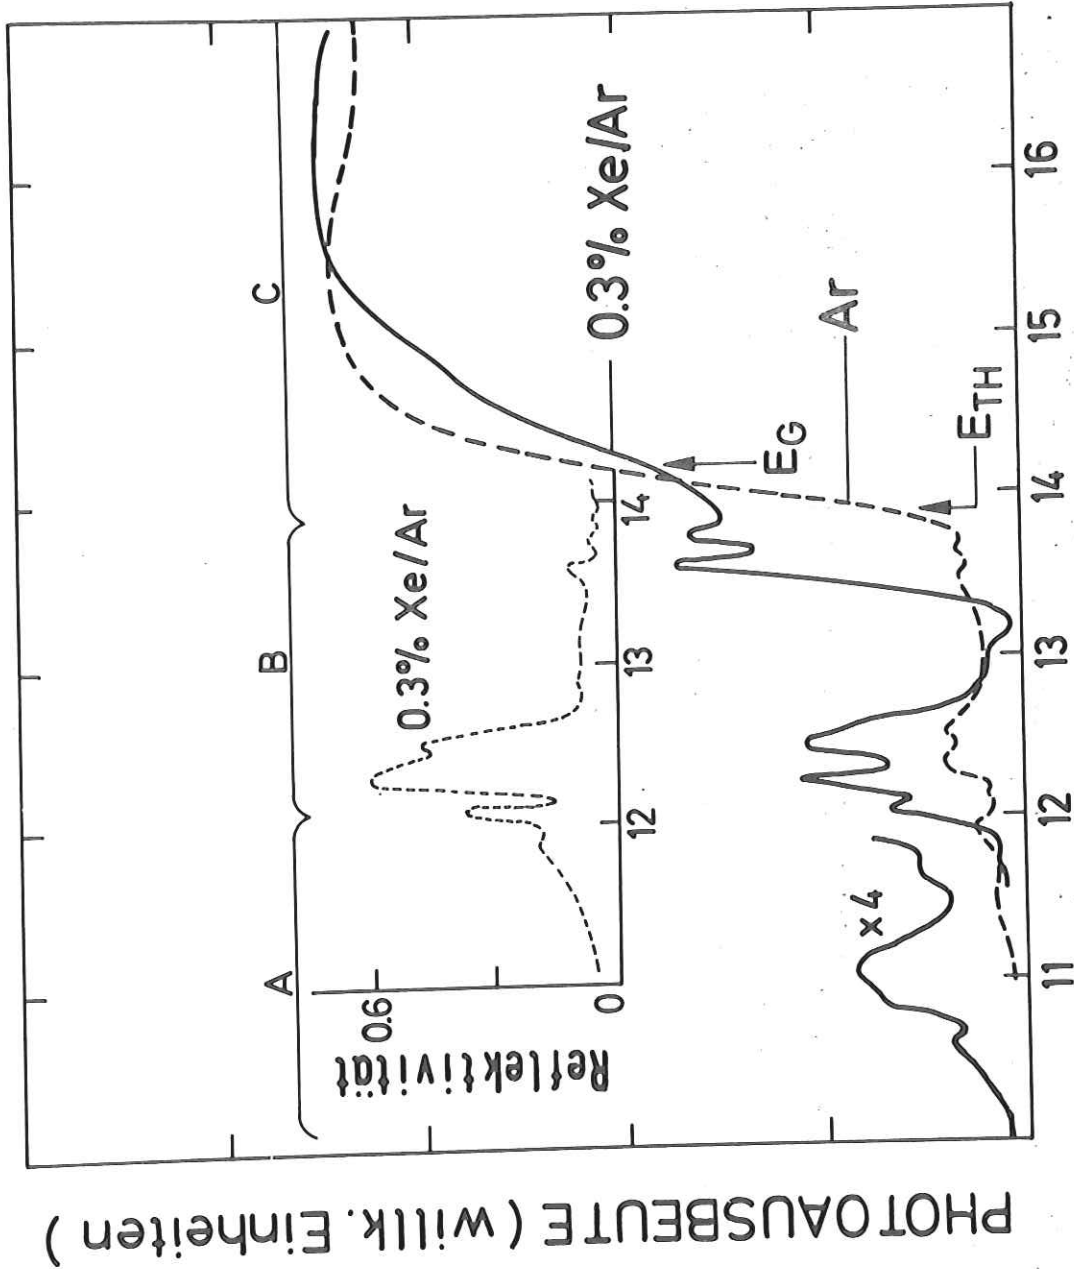 PHOTOAUSBEUTE (willk. Einheiten)
A
B
C
Reflektivität
0.6
0
0.3% Xe/Ar
12
13
14
×4
0.3% Xe/Ar
Ar
E_G
E_TH
11
12
13
14
15
16